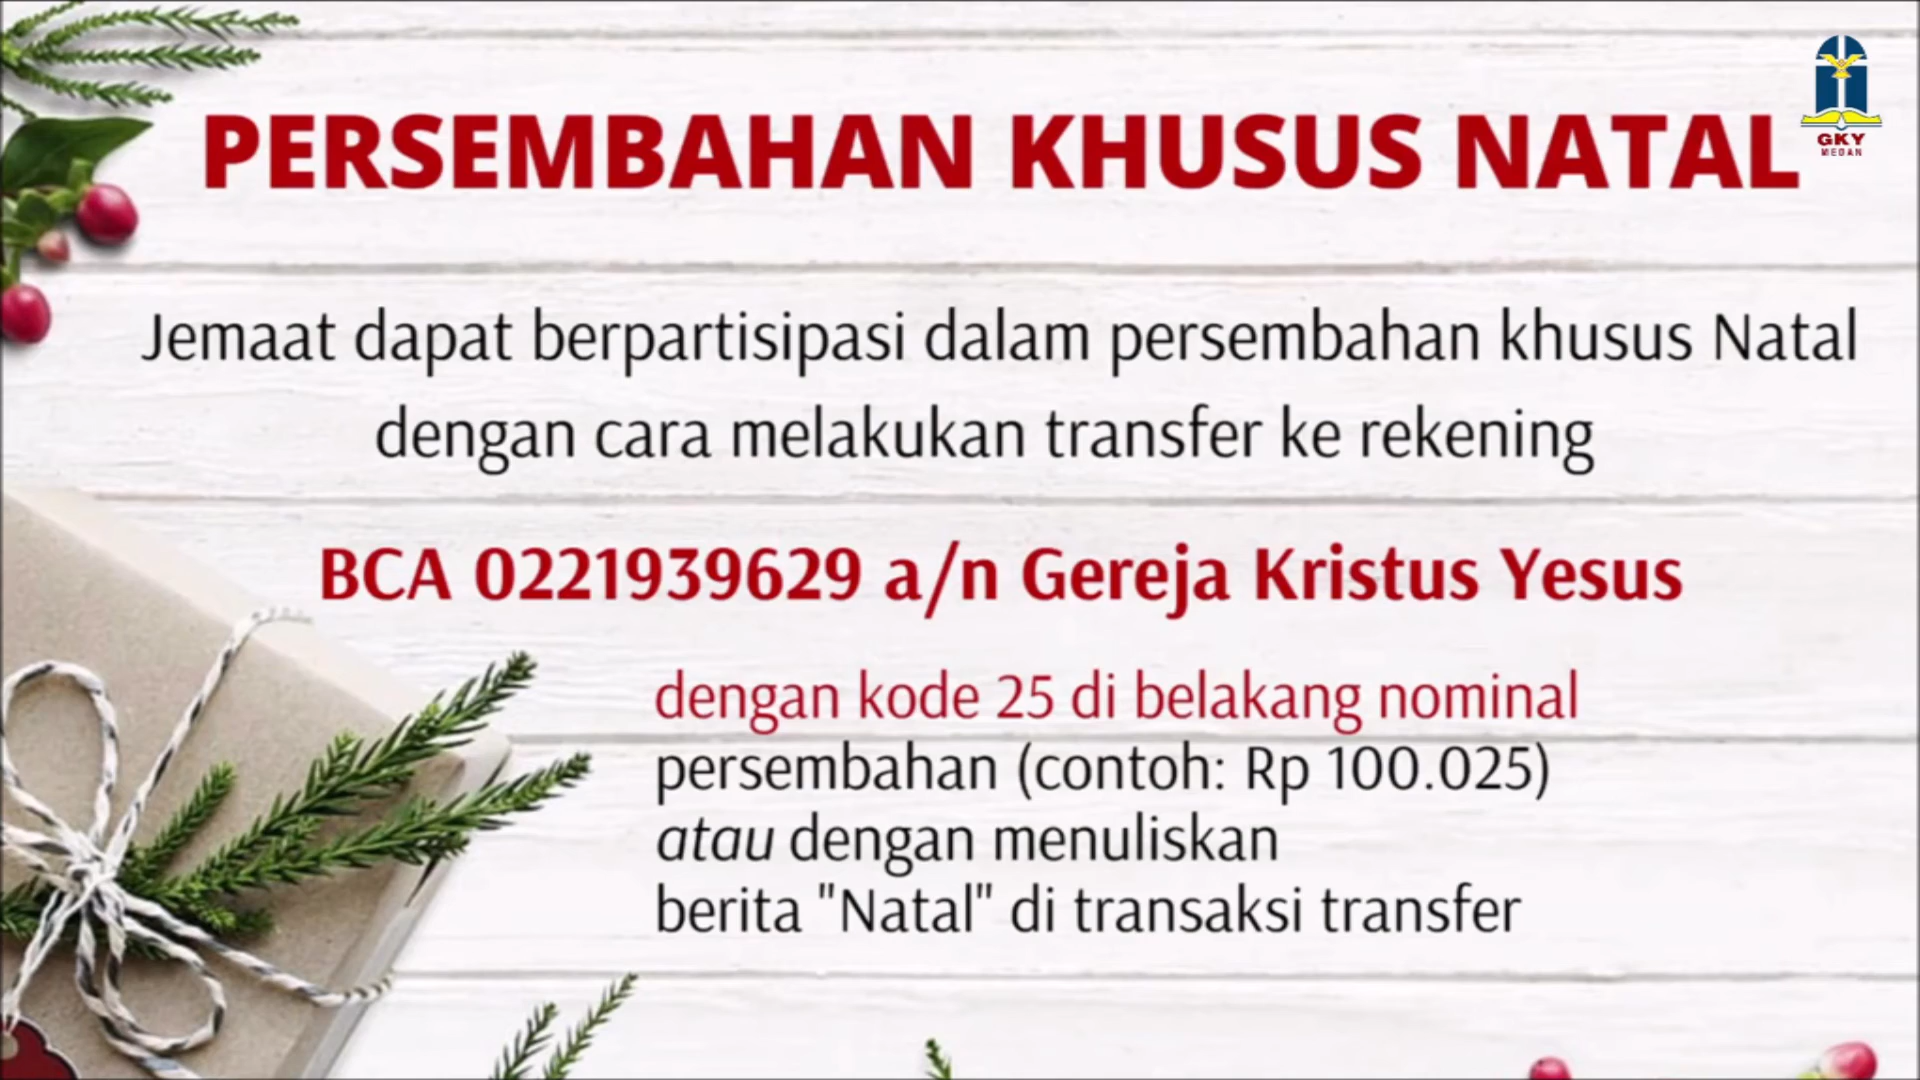 PERSEMBAHAN KHUSUS NATAL
GKY
MEDAN
Jemaat dapat berpartisipasi dalam persembahan khusus Natal
dengan cara melakukan transfer ke rekening
BCA 0221939629 a/n Gereja Kristus Yesus
dengan kode 25 di belakang nominal
persembahan (contoh: Rp 100.025)
atau dengan menuliskan
berita "Natal" di transaksi transfer